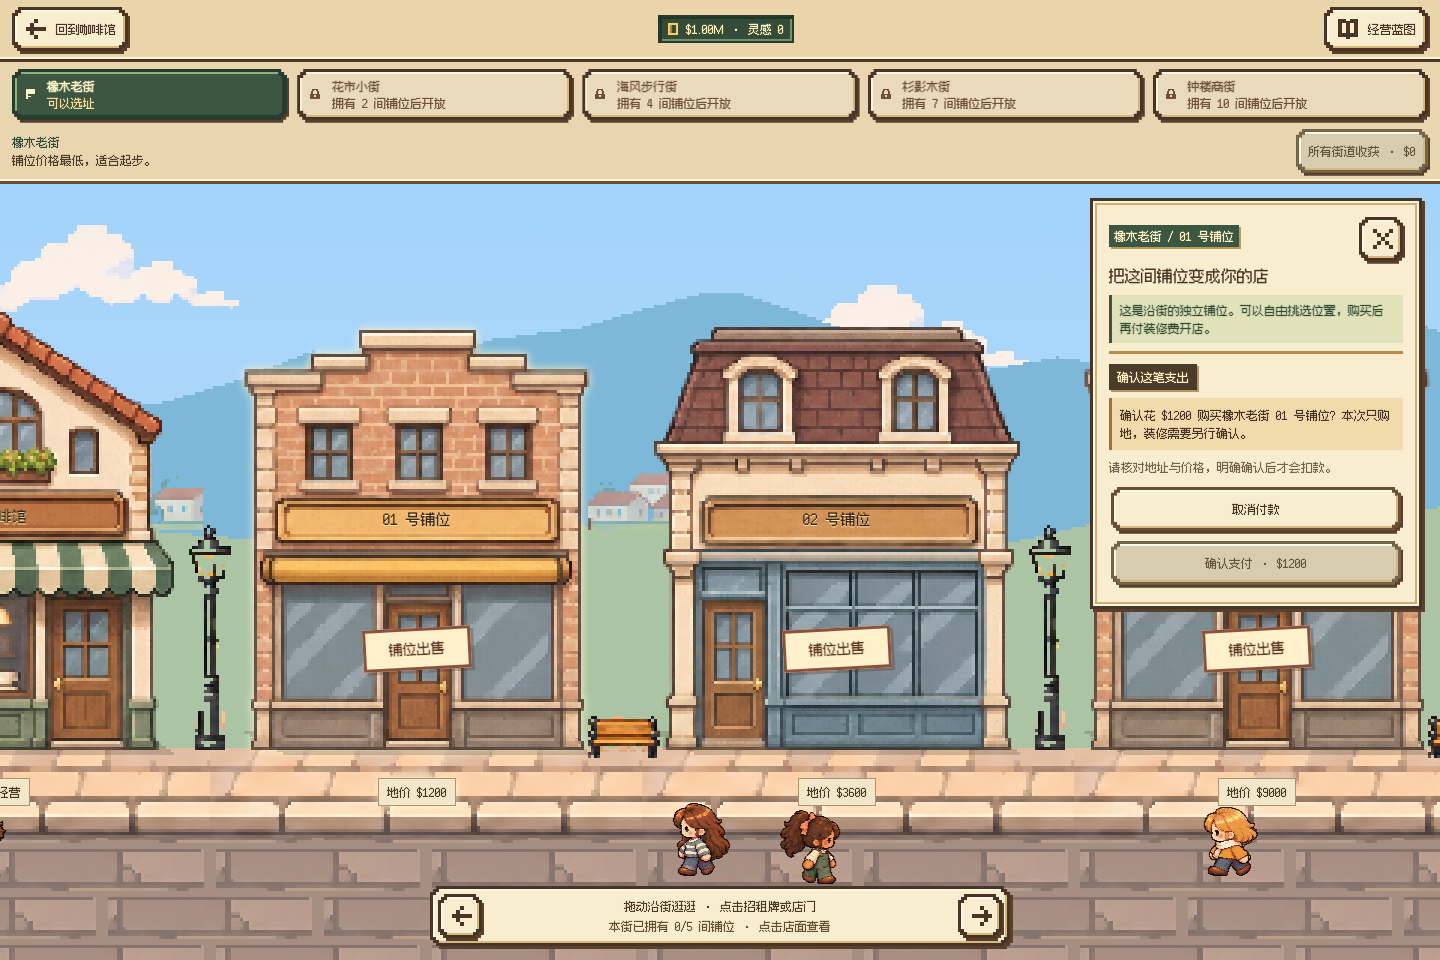 回到咖啡馆
$1.00M · 灵感 0
经营蓝图
橡木老街
可以选址
花市小街
拥有 2 间铺位后开放
海风步行街
拥有 4 间铺位后开放
杉影木街
拥有 7 间铺位后开放
钟楼商街
拥有 10 间铺位后开放
橡木老街
铺位价格最低，适合起步。
所有街道收获 · $0
橡木老街 / 01 号铺位
把这间铺位变成你的店
这是沿街的独立铺位。可以自由挑选位置，购买后
再付装修费开店。
确认这笔支出
确认花 $1200 购买橡木老街 01 号铺位？本次只购
地，装修需要另行确认。
请核对地址与价格，明确确认后才会扣款。
取消付款
确认支付 · $1200
啡馆
01 号铺位
02 号铺位
铺位出售
铺位出售
铺位出售
经营
地价 $1200
地价 $3600
地价 $9000
拖动沿街逛逛 · 点击招租牌或店门
本街已拥有 0/5 间铺位 · 点击店面查看